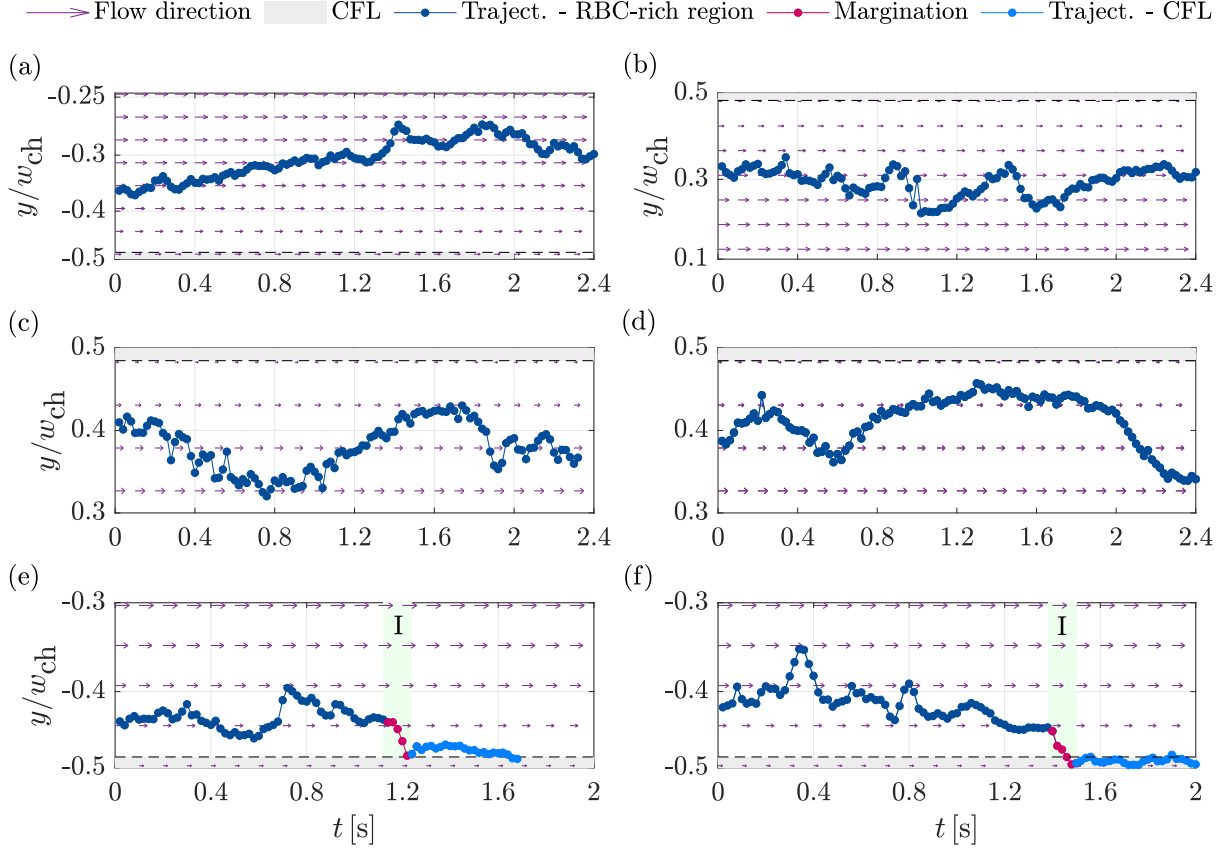 Flow direction CFL Traject. - RBC-rich region Margination Traject. - CFL
(a) (b)
-0.25
-0.3
-0.4
-0.5
y/w_ch
0 0.4 0.8 1.2 1.6 2 2.4
0.5
0.3
0.1
y/w_ch
0 0.4 0.8 1.2 1.6 2 2.4
(c) (d)
0.5
0.4
0.3
y/w_ch
0 0.4 0.8 1.2 1.6 2 2.4
0.5
0.4
0.3
0 0.4 0.8 1.2 1.6 2 2.4
(e) (f)
-0.3
-0.4
-0.5
y/w_ch
I
0 0.4 0.8 1.2 1.6 2
t [s]
-0.3
-0.4
-0.5
I
0 0.4 0.8 1.2 1.6 2
t [s]